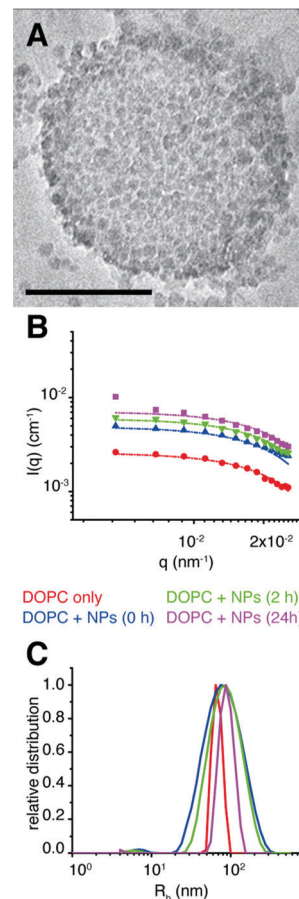 A
B
10⁻²
10⁻³
I(q) (cm⁻¹)
10⁻² 2x10⁻²
q (nm⁻¹)
DOPC only DOPC + NPs (2 h)
DOPC + NPs (0 h) DOPC + NPs (24h)
C
1.0
0.8
0.6
0.4
0.2
0.0
relative distribution
10⁰ 10¹ 10²
Rₕ (nm)